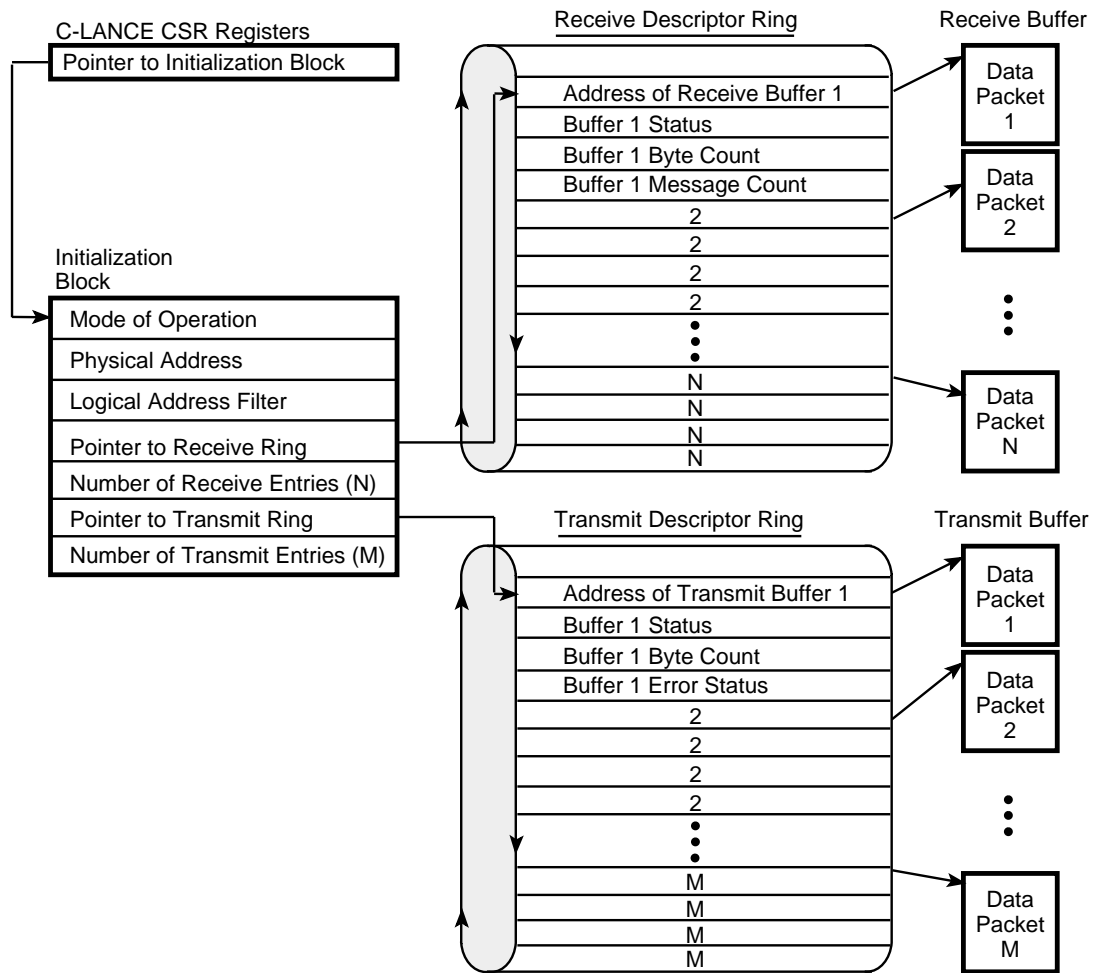 C-LANCE CSR Registers
Pointer to Initialization Block
Initialization
Block
Mode of Operation
Physical Address
Logical Address Filter
Pointer to Receive Ring
Number of Receive Entries (N)
Pointer to Transmit Ring
Number of Transmit Entries (M)
Receive Descriptor Ring
Address of Receive Buffer 1
Buffer 1 Status
Buffer 1 Byte Count
Buffer 1 Message Count
2
2
2
2
N
N
N
N
Receive Buffer
Data
Packet
1
Data
Packet
2
Data
Packet
N
Transmit Descriptor Ring
Address of Transmit Buffer 1
Buffer 1 Status
Buffer 1 Byte Count
Buffer 1 Error Status
2
2
2
2
M
M
M
M
Transmit Buffer
Data
Packet
1
Data
Packet
2
Data
Packet
M